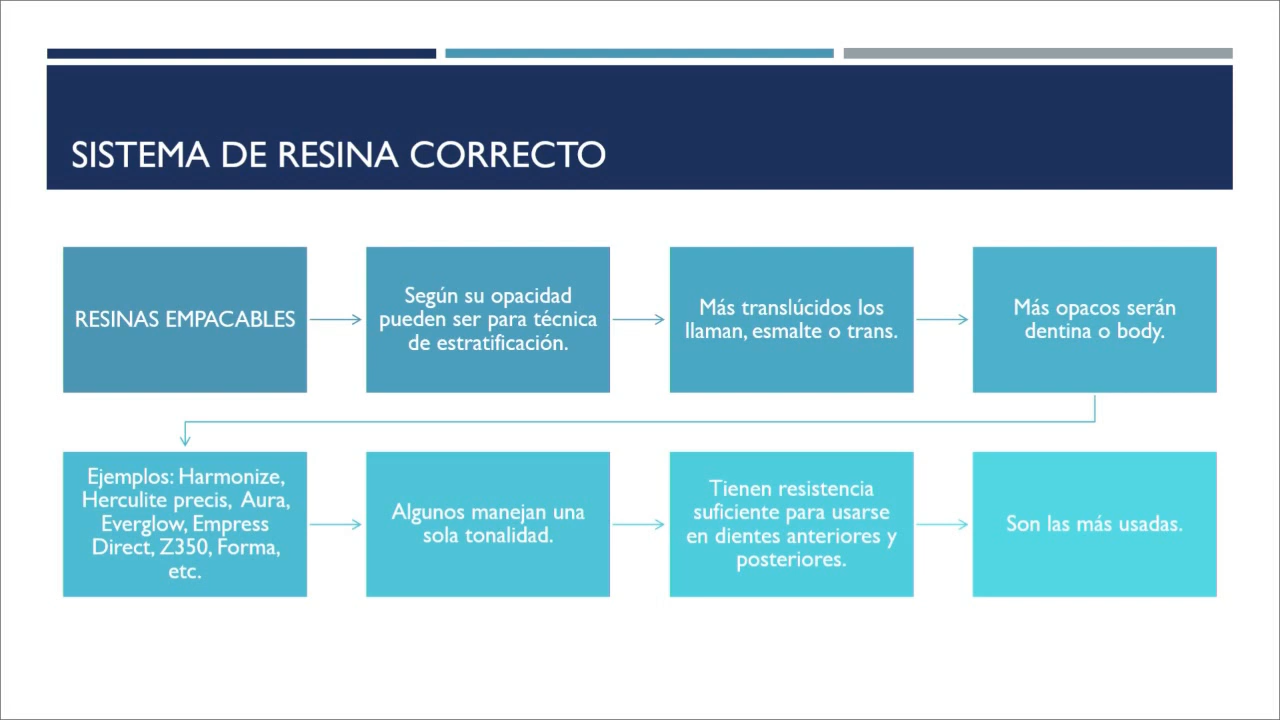 SISTEMA DE RESINA CORRECTO
RESINAS EMPACABLES
Según su opacidad
pueden ser para técnica
de estratificación.
Más translúcidos los
llaman, esmalte o trans.
Más opacos serán
dentina o body.
Ejemplos: Harmonize,
Herculite precis, Aura,
Everglow, Empress
Direct, Z350, Forma,
etc.
Algunos manejan una
sola tonalidad.
Tienen resistencia
suficiente para usarse
en dientes anteriores y
posteriores.
Son las más usadas.